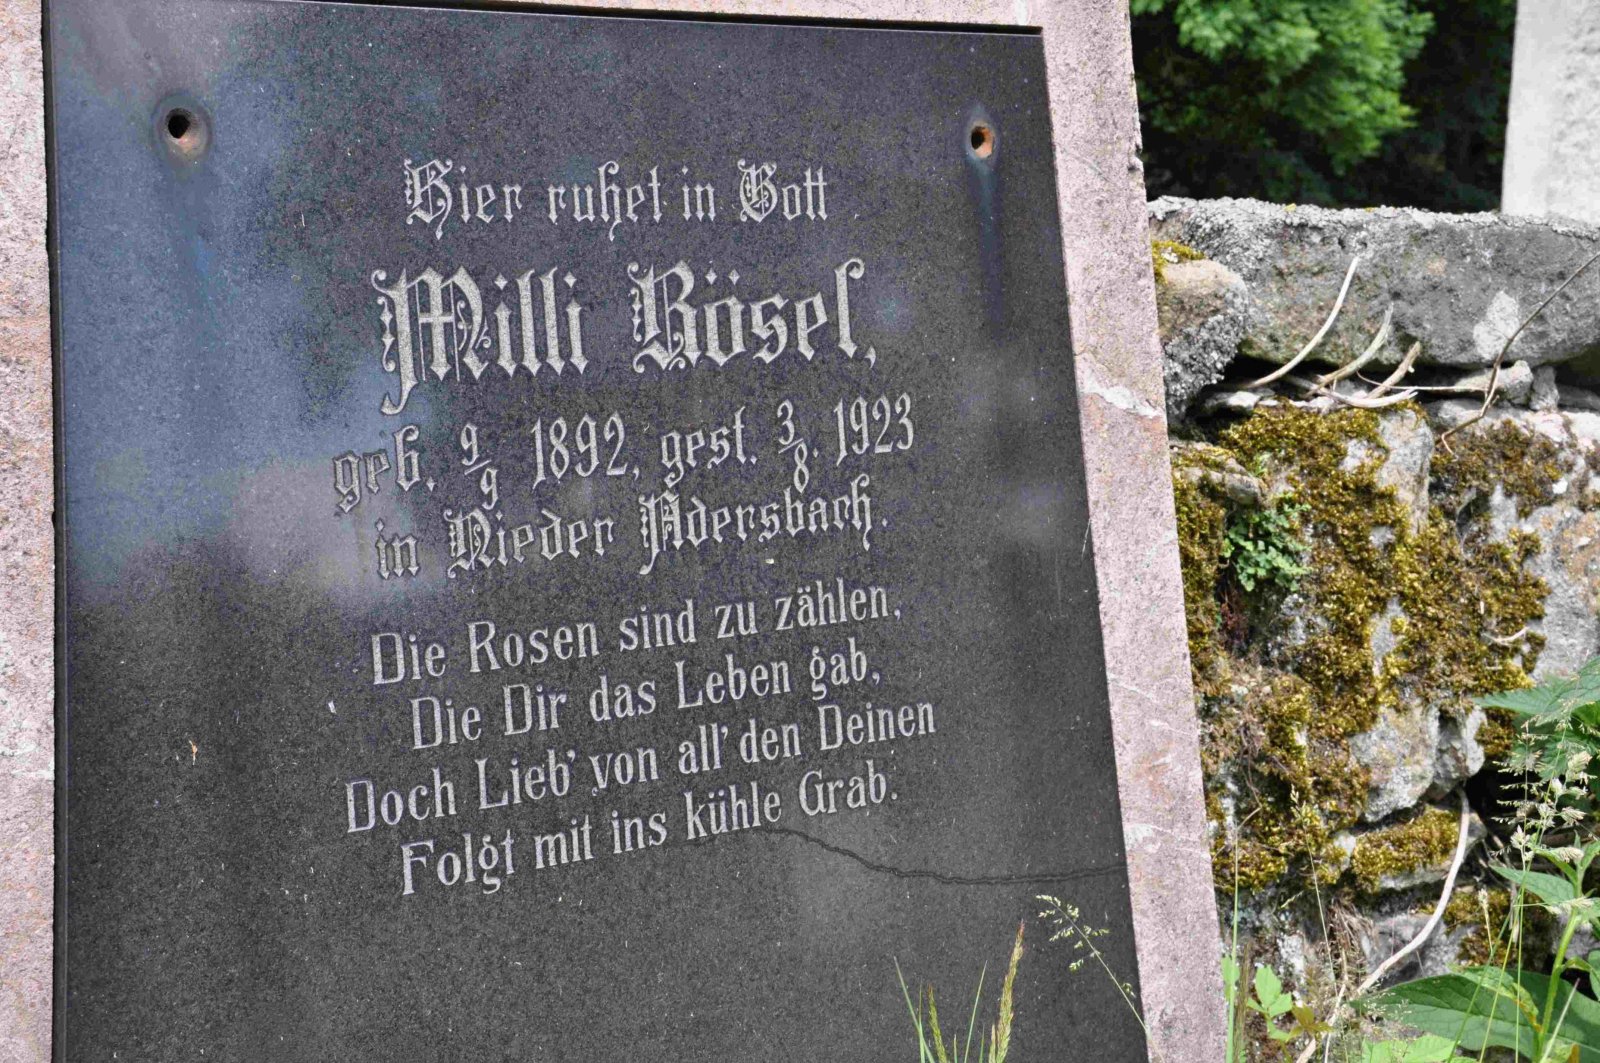 Hier ruhet in Gott
Milli Bösel,
geb. 9/9 1892, gest. 3/8. 1923
in Nieder Adersbach.
Die Rosen sind zu zählen,
Die Dir das Leben gab,
Doch Lieb' von all' den Deinen
Folgt mit ins kühle Grab.